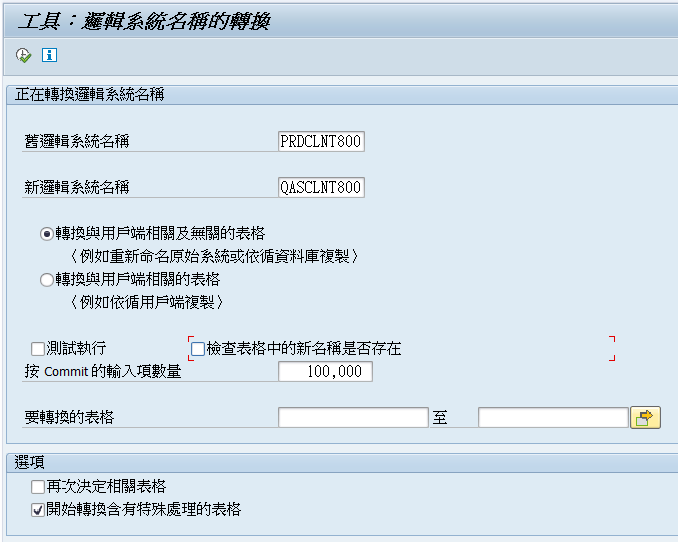 工具：邏輯系統名稱的轉換
正在轉換邏輯系統名稱
舊邏輯系統名稱 PRDCLNT800
新邏輯系統名稱 QASCLNT800
轉換與用戶端相關及無關的表格
〈例如重新命名原始系統或依循資料庫複製〉
轉換與用戶端相關的表格
〈例如依循用戶端複製〉
測試執行 檢查表格中的新名稱是否存在
按 Commit 的輸入項數量 100,000
要轉換的表格 至
選項
再次決定相關表格
開始轉換含有特殊處理的表格